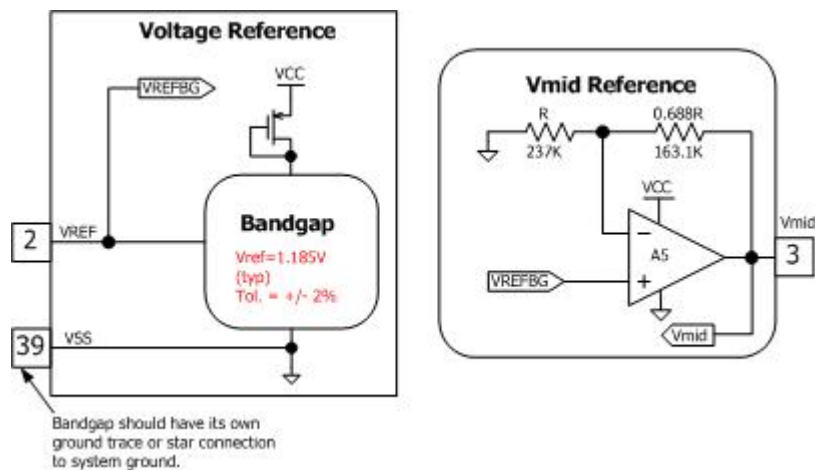 Voltage Reference
VREFBG
VCC
2
VREF
Bandgap
Vref=1.185V
(typ)
Tol. = +/- 2%
39
VSS
Bandgap should have its own
ground trace or star connection
to system ground.
Vmid Reference
R
0.688R
237K
163.1K
VCC
Vmid
−
A5
3
VREFBG
+
Vmid